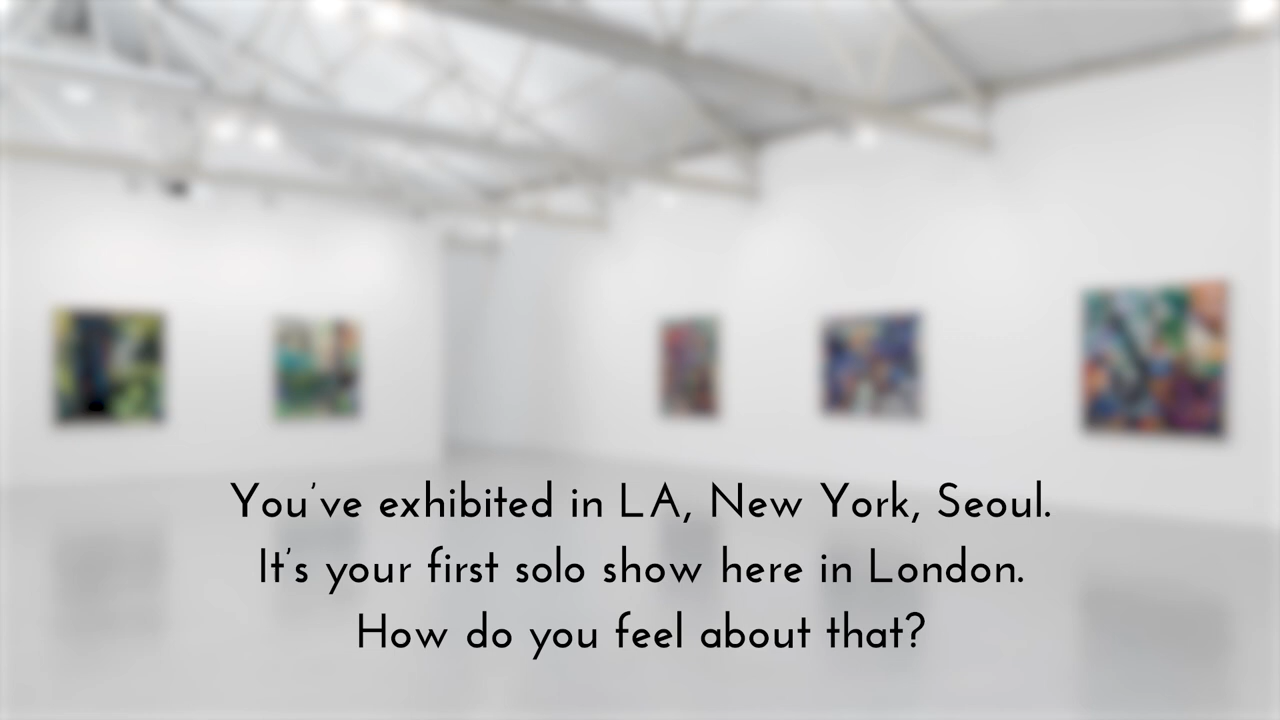 You've exhibited in LA, New York, Seoul.
It's your first solo show here in London.
How do you feel about that?